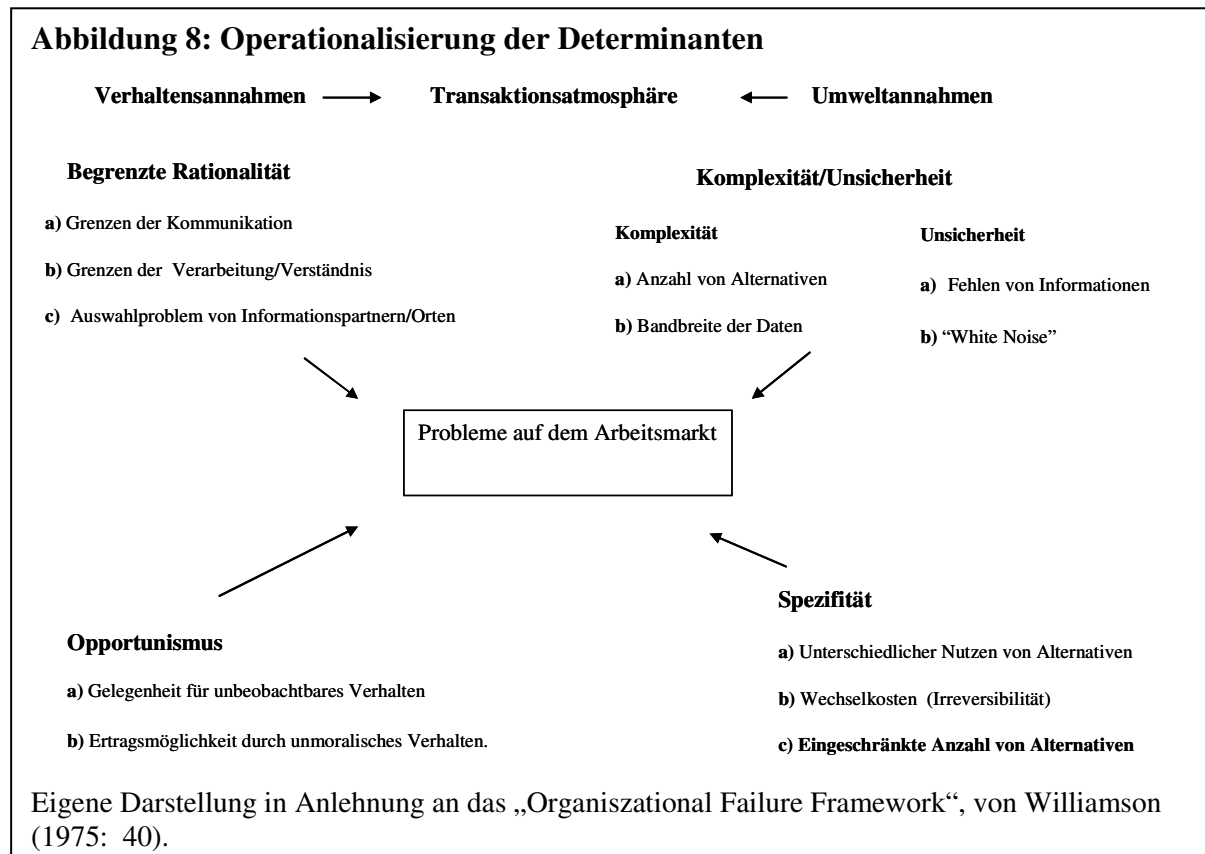 Abbildung 8: Operationalisierung der Determinanten
Verhaltensannahmen Transaktionsatmosphäre Umweltannahmen
Begrenzte Rationalität
a) Grenzen der Kommunikation
b) Grenzen der Verarbeitung/Verständnis
c) Auswahlproblem von Informationspartnern/Orten
Komplexität/Unsicherheit
Komplexität
a) Anzahl von Alternativen
b) Bandbreite der Daten
Unsicherheit
a) Fehlen von Informationen
b) “White Noise”
Probleme auf dem Arbeitsmarkt
Opportunismus
a) Gelegenheit für unbeobachtbares Verhalten
b) Ertragsmöglichkeit durch unmoralisches Verhalten.
Spezifität
a) Unterschiedlicher Nutzen von Alternativen
b) Wechselkosten (Irreversibilität)
c) Eingeschränkte Anzahl von Alternativen
Eigene Darstellung in Anlehnung an das „Organiszational Failure Framework“, von Williamson
(1975: 40).